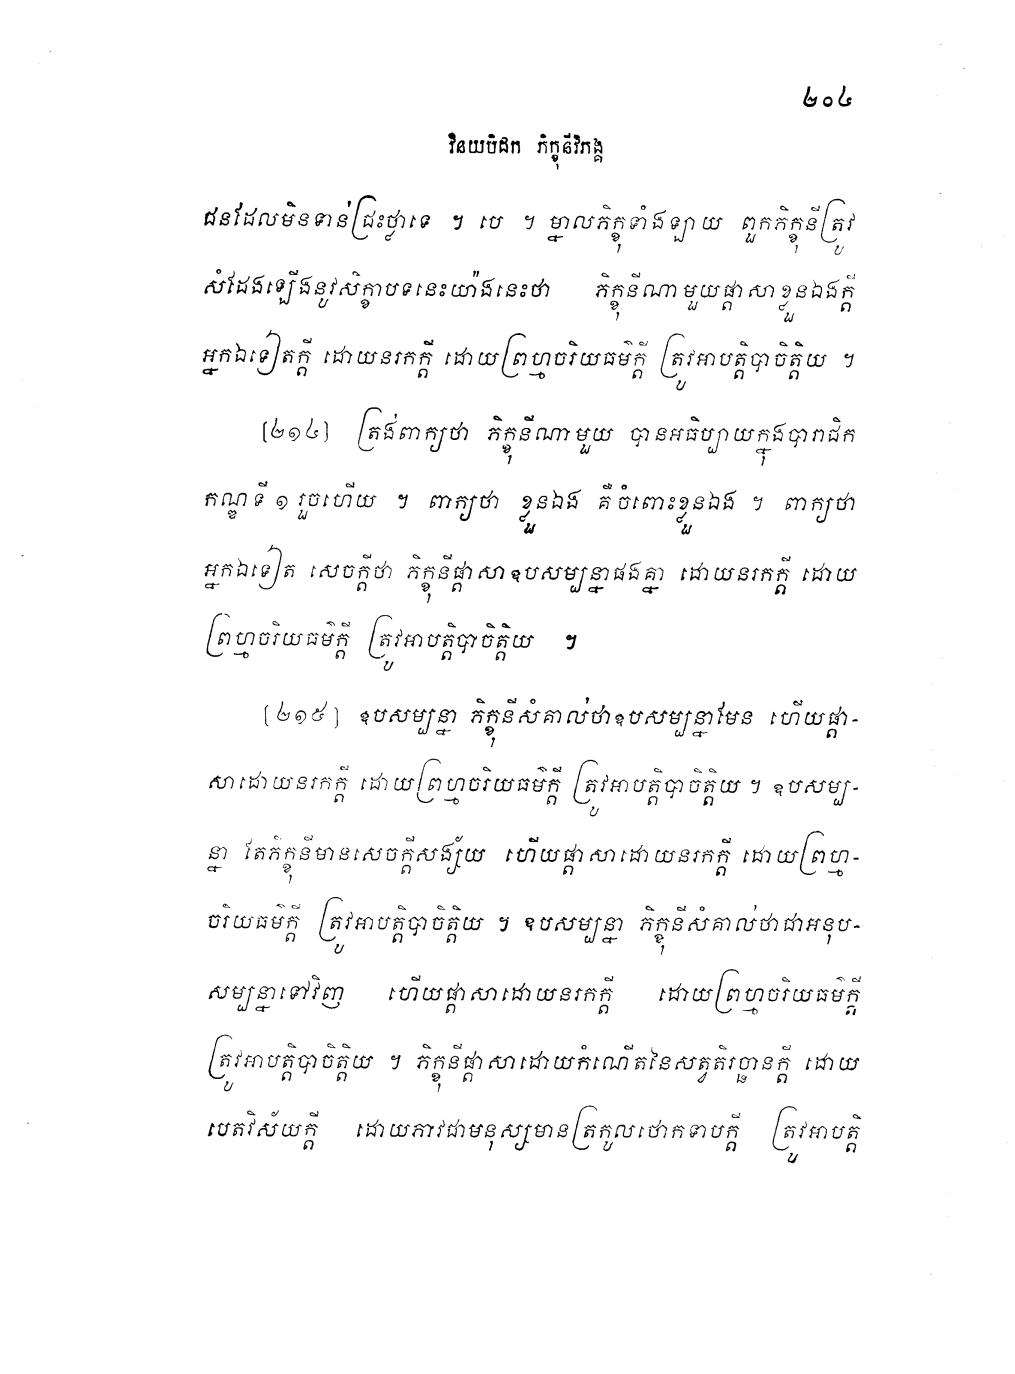 ២០៤
វិនយបិដក ភិក្ខុនីវិភង្គ
ជនដែលមិនទាន់ជ្រះថ្លាទេ ។ បេ ។ ម្នាលភិក្ខុទាំងឡាយ ពួកភិក្ខុនីត្រូវ
សំដែងឡើងនូវសិក្ខាបទនេះយ៉ាងនេះថា ភិក្ខុនីណាមួយផ្តាសាខ្លួនឯងក្តី
អ្នកឯទៀតក្តី ដោយនរកក្តី ដោយព្រហ្មចរិយធម៌ក្តី ត្រូវអាបត្តិបាចិត្តិយ ។
[២១៤] ត្រង់ពាក្យថា ភិក្ខុនីណាមួយ បានអធិប្បាយក្នុងបារាជិក
កណ្ឌទី ១ រួចហើយ ។ ពាក្យថា ខ្លួនឯង គឺចំពោះខ្លួនឯង ។ ពាក្យថា
អ្នកឯទៀត សេចក្តីថា ភិក្ខុនីផ្តាសាឧបសម្បន្នាផងគ្នា ដោយនរកក្តី ដោយ
ព្រហ្មចរិយធម៌ក្តី ត្រូវអាបត្តិបាចិត្តិយ ។
[២១៥] ឧបសម្បន្នា ភិក្ខុនីសំគាល់ថាឧបសម្បន្នាមែន ហើយផ្តា-
សាដោយនរកក្តី ដោយព្រហ្មចរិយធម៌ក្តី ត្រូវអាបត្តិបាចិត្តិយ ។ ឧបសម្ប-
ន្នា តែភិក្ខុនីមានសេចក្តីសង្ស័យ ហើយផ្តាសាដោយនរកក្តី ដោយព្រហ្ម-
ចរិយធម៌ក្តី ត្រូវអាបត្តិបាចិត្តិយ ។ ឧបសម្បន្នា ភិក្ខុនីសំគាល់ថាជាអនុប-
សម្បន្នាទៅវិញ ហើយផ្តាសាដោយនរកក្តី ដោយព្រហ្មចរិយធម៌ក្តី
ត្រូវអាបត្តិបាចិត្តិយ ។ ភិក្ខុនីផ្តាសាដោយកំណើតនៃសត្វតិរច្ឆានក្តី ដោយ
បេតវិស័យក្តី ដោយភាវជាមនុស្សមានត្រកូលថោកទាបក្តី ត្រូវអាបត្តិ